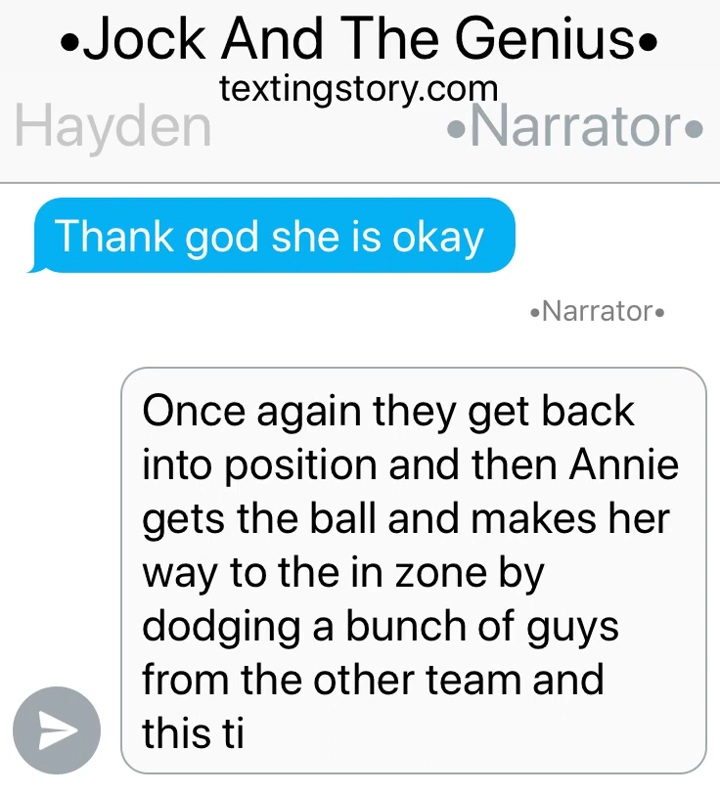 •Jock And The Genius•
textingstory.com
Hayden
•Narrator•
Thank god she is okay
•Narrator•
Once again they get back
into position and then Annie
gets the ball and makes her
way to the in zone by
dodging a bunch of guys
from the other team and
this ti